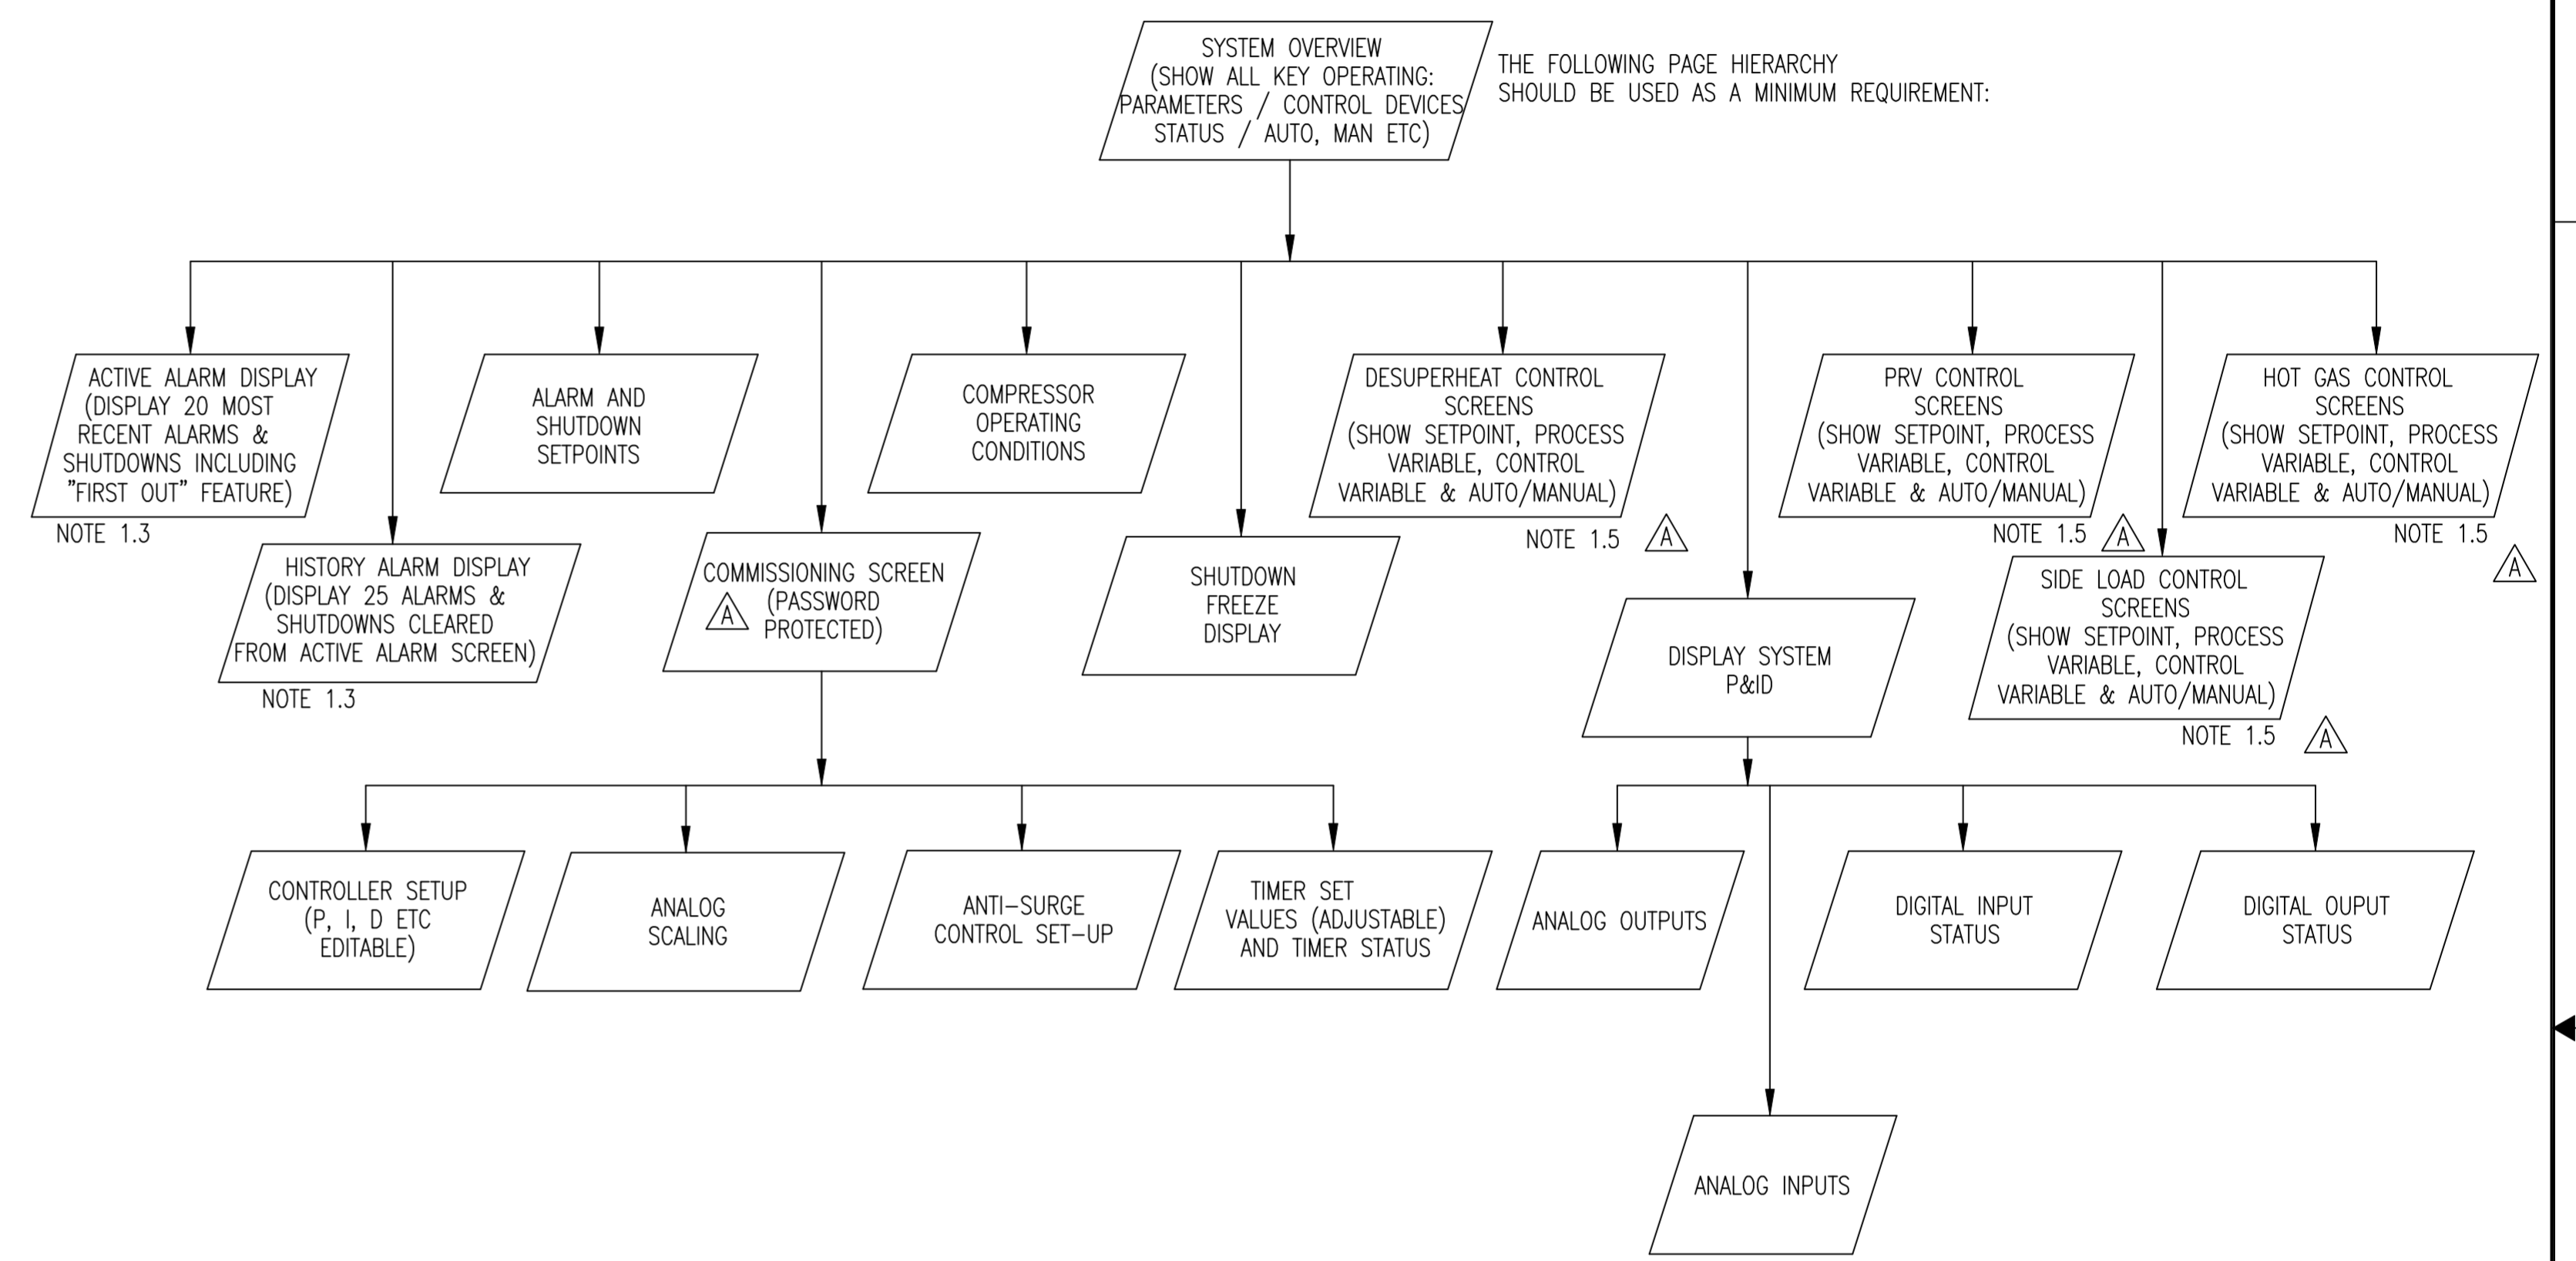 SYSTEM OVERVIEW
(SHOW ALL KEY OPERATING:
PARAMETERS / CONTROL DEVICES
STATUS / AUTO, MAN ETC)
THE FOLLOWING PAGE HIERARCHY
SHOULD BE USED AS A MINIMUM REQUIREMENT:
ACTIVE ALARM DISPLAY
(DISPLAY 20 MOST
RECENT ALARMS &
SHUTDOWNS INCLUDING
"FIRST OUT" FEATURE)
NOTE 1.3
HISTORY ALARM DISPLAY
(DISPLAY 25 ALARMS &
SHUTDOWNS CLEARED
FROM ACTIVE ALARM SCREEN)
NOTE 1.3
ALARM AND
SHUTDOWN
SETPOINTS
COMMISSIONING SCREEN
(PASSWORD
PROTECTED)
A
COMPRESSOR
OPERATING
CONDITIONS
SHUTDOWN
FREEZE
DISPLAY
DESUPERHEAT CONTROL
SCREENS
(SHOW SETPOINT, PROCESS
VARIABLE, CONTROL
VARIABLE & AUTO/MANUAL)
NOTE 1.5
A
DISPLAY SYSTEM
P&ID
PRV CONTROL
SCREENS
(SHOW SETPOINT, PROCESS
VARIABLE, CONTROL
VARIABLE & AUTO/MANUAL)
NOTE 1.5
A
SIDE LOAD CONTROL
SCREENS
(SHOW SETPOINT, PROCESS
VARIABLE, CONTROL
VARIABLE & AUTO/MANUAL)
NOTE 1.5
A
HOT GAS CONTROL
SCREENS
(SHOW SETPOINT, PROCESS
VARIABLE, CONTROL
VARIABLE & AUTO/MANUAL)
NOTE 1.5
A
CONTROLLER SETUP
(P, I, D ETC
EDITABLE)
ANALOG
SCALING
ANTI-SURGE
CONTROL SET-UP
TIMER SET
VALUES (ADJUSTABLE)
AND TIMER STATUS
ANALOG OUTPUTS
DIGITAL INPUT
STATUS
DIGITAL OUPUT
STATUS
ANALOG INPUTS